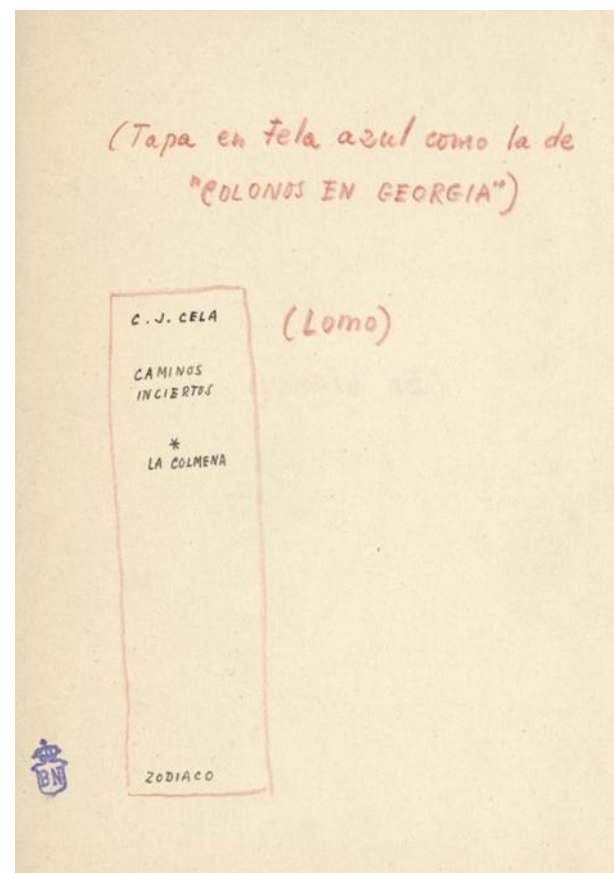 (Tapa en tela azul como la de
"COLONOS EN GEORGIA")
(Lomo)
C. J. CELA
CAMINOS
INCIERTOS
*
LA COLMENA
ZODIACO
BN